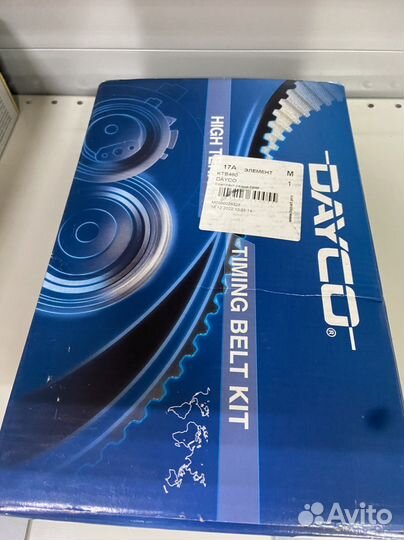 DAYCO
®
HIGH TE
TIMING BELT KIT
17A ЭЛЕМЕНТ M
KTB460
DAYCO
1
Avito